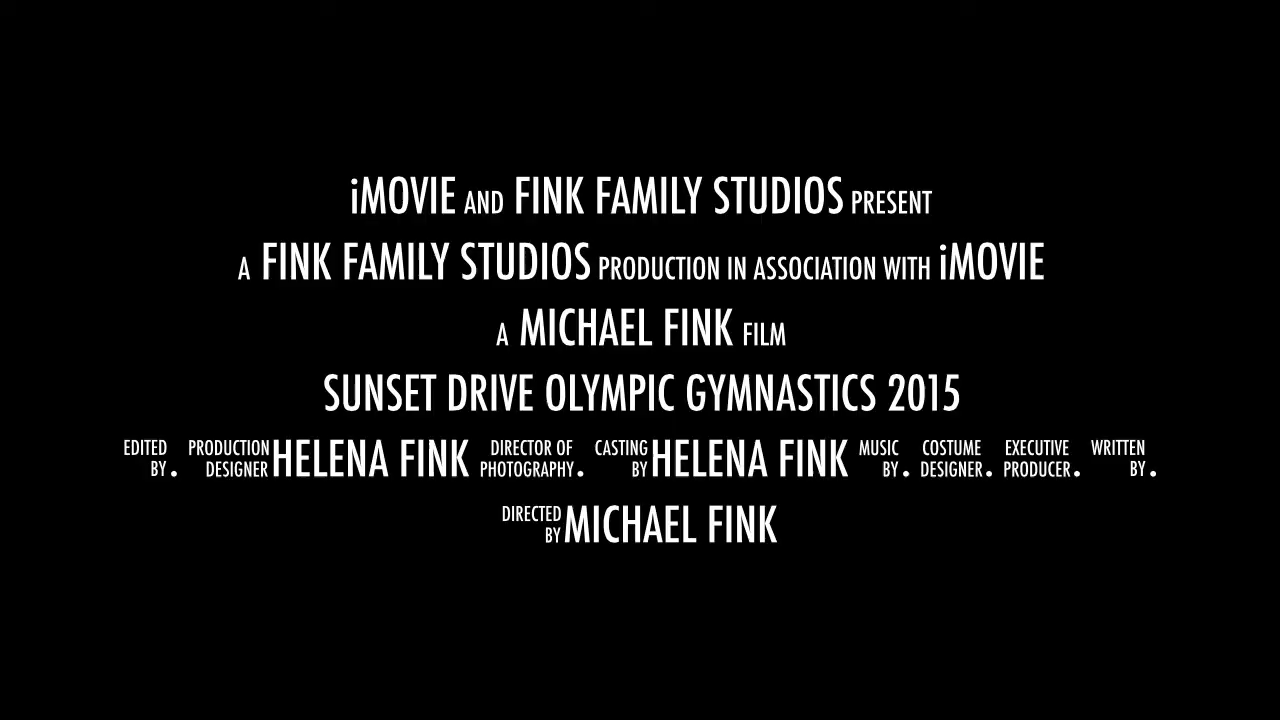 iMOVIE AND FINK FAMILY STUDIOS PRESENT
A FINK FAMILY STUDIOS PRODUCTION IN ASSOCIATION WITH iMOVIE
A MICHAEL FINK FILM
SUNSET DRIVE OLYMPIC GYMNASTICS 2015
EDITED BY . PRODUCTION DESIGNER HELENA FINK DIRECTOR OF PHOTOGRAPHY . CASTING BY HELENA FINK MUSIC BY . COSTUME DESIGNER . EXECUTIVE PRODUCER . WRITTEN BY .
DIRECTED BY MICHAEL FINK